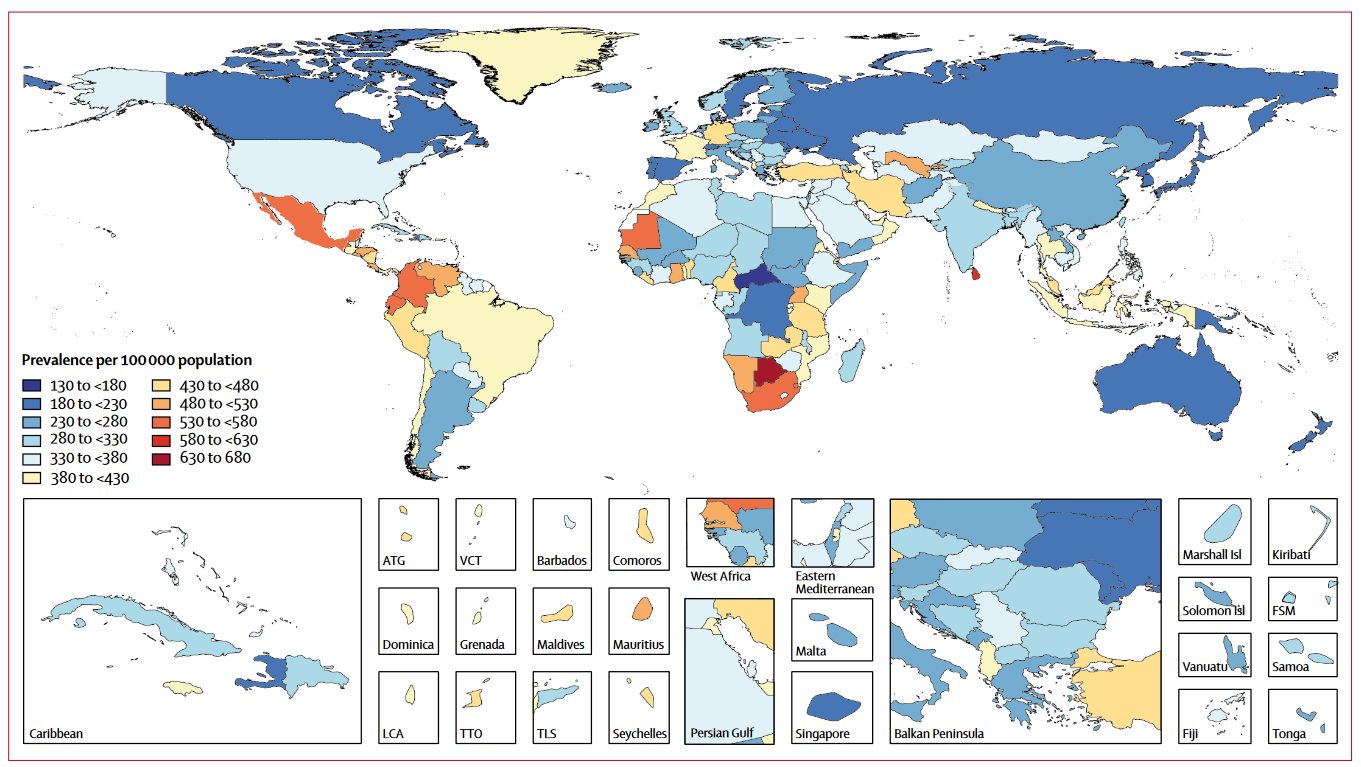 Prevalence per 100 000 population
130 to <180
180 to <230
230 to <280
280 to <330
330 to <380
380 to <430
430 to <480
480 to <530
530 to <580
580 to <630
630 to 680
Caribbean
ATG
VCT
Barbados
Comoros
Dominica
Grenada
Maldives
Mauritius
LCA
TTO
TLS
Seychelles
West Africa
Eastern
Mediterranean
Persian Gulf
Malta
Singapore
Balkan Peninsula
Marshall Isl
Kiribati
Solomon Isl
FSM
Vanuatu
Samoa
Fiji
Tonga